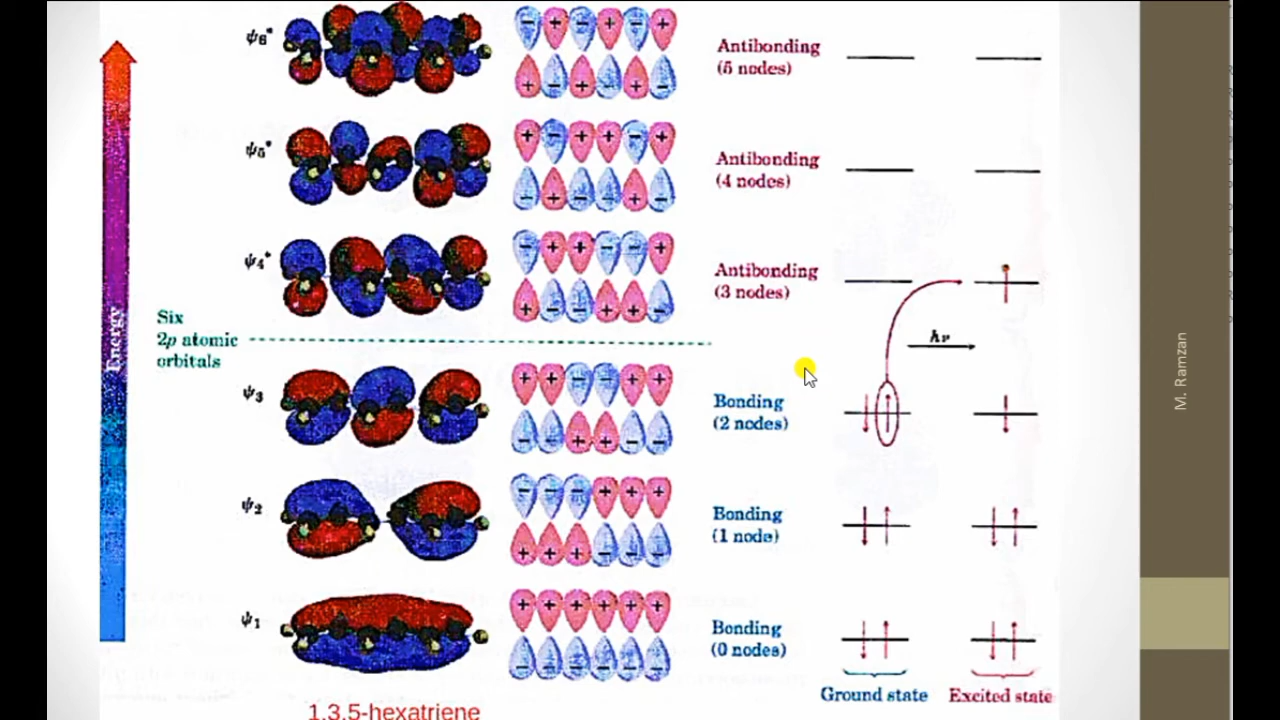 ψ6*
- + - + - +
+ - + - + -
Antibonding
(5 nodes)
ψ5*
+ - + + - +
- + - - + -
Antibonding
(4 nodes)
ψ4*
- + + - - +
+ - - + + -
Antibonding
(3 nodes)
Energy
Six
2p atomic
orbitals
hν
ψ3
+ + - - + +
- - + + - -
Bonding
(2 nodes)
ψ2
- - - + + +
+ + + - - -
Bonding
(1 node)
ψ1
+ + + + + +
- - - - - -
Bonding
(0 nodes)
Ground state
Excited state
1,3,5-hexatriene
M. Ramzan